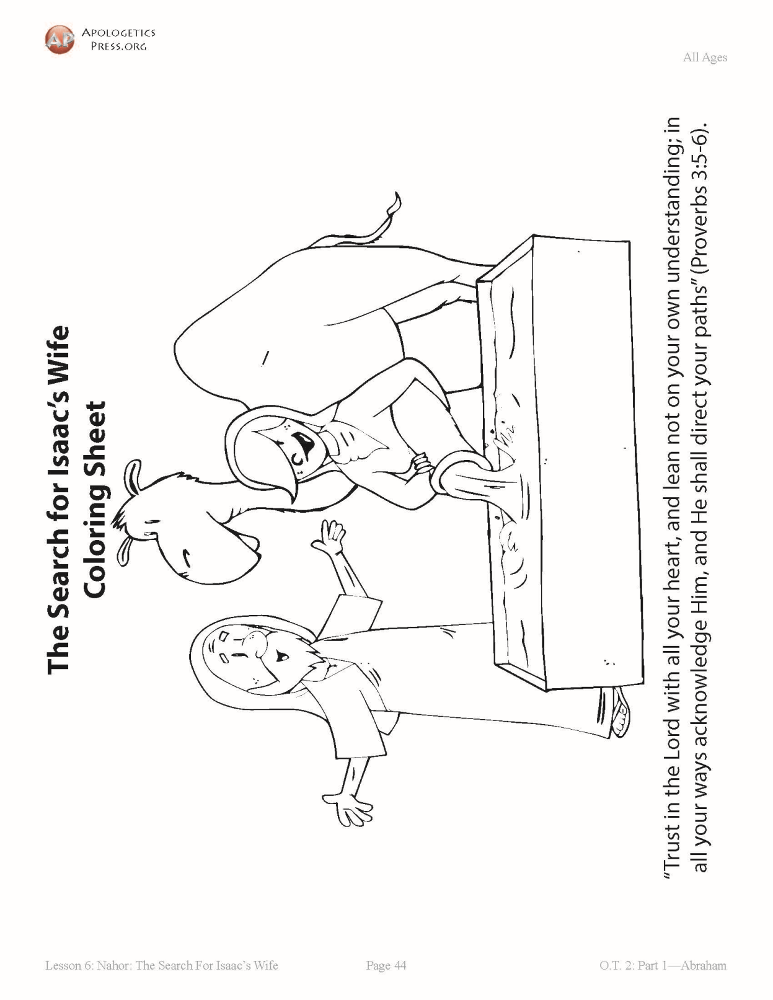 APOLOGETICS
PRESS.ORG
AP
All Ages
The Search for Isaac's Wife
Coloring Sheet
“Trust in the Lord with all your heart, and lean not on your own understanding; in
all your ways acknowledge Him, and He shall direct your paths” (Proverbs 3:5-6).
Lesson 6: Nahor: The Search For Isaac’s Wife
Page 44
O.T. 2: Part 1—Abraham